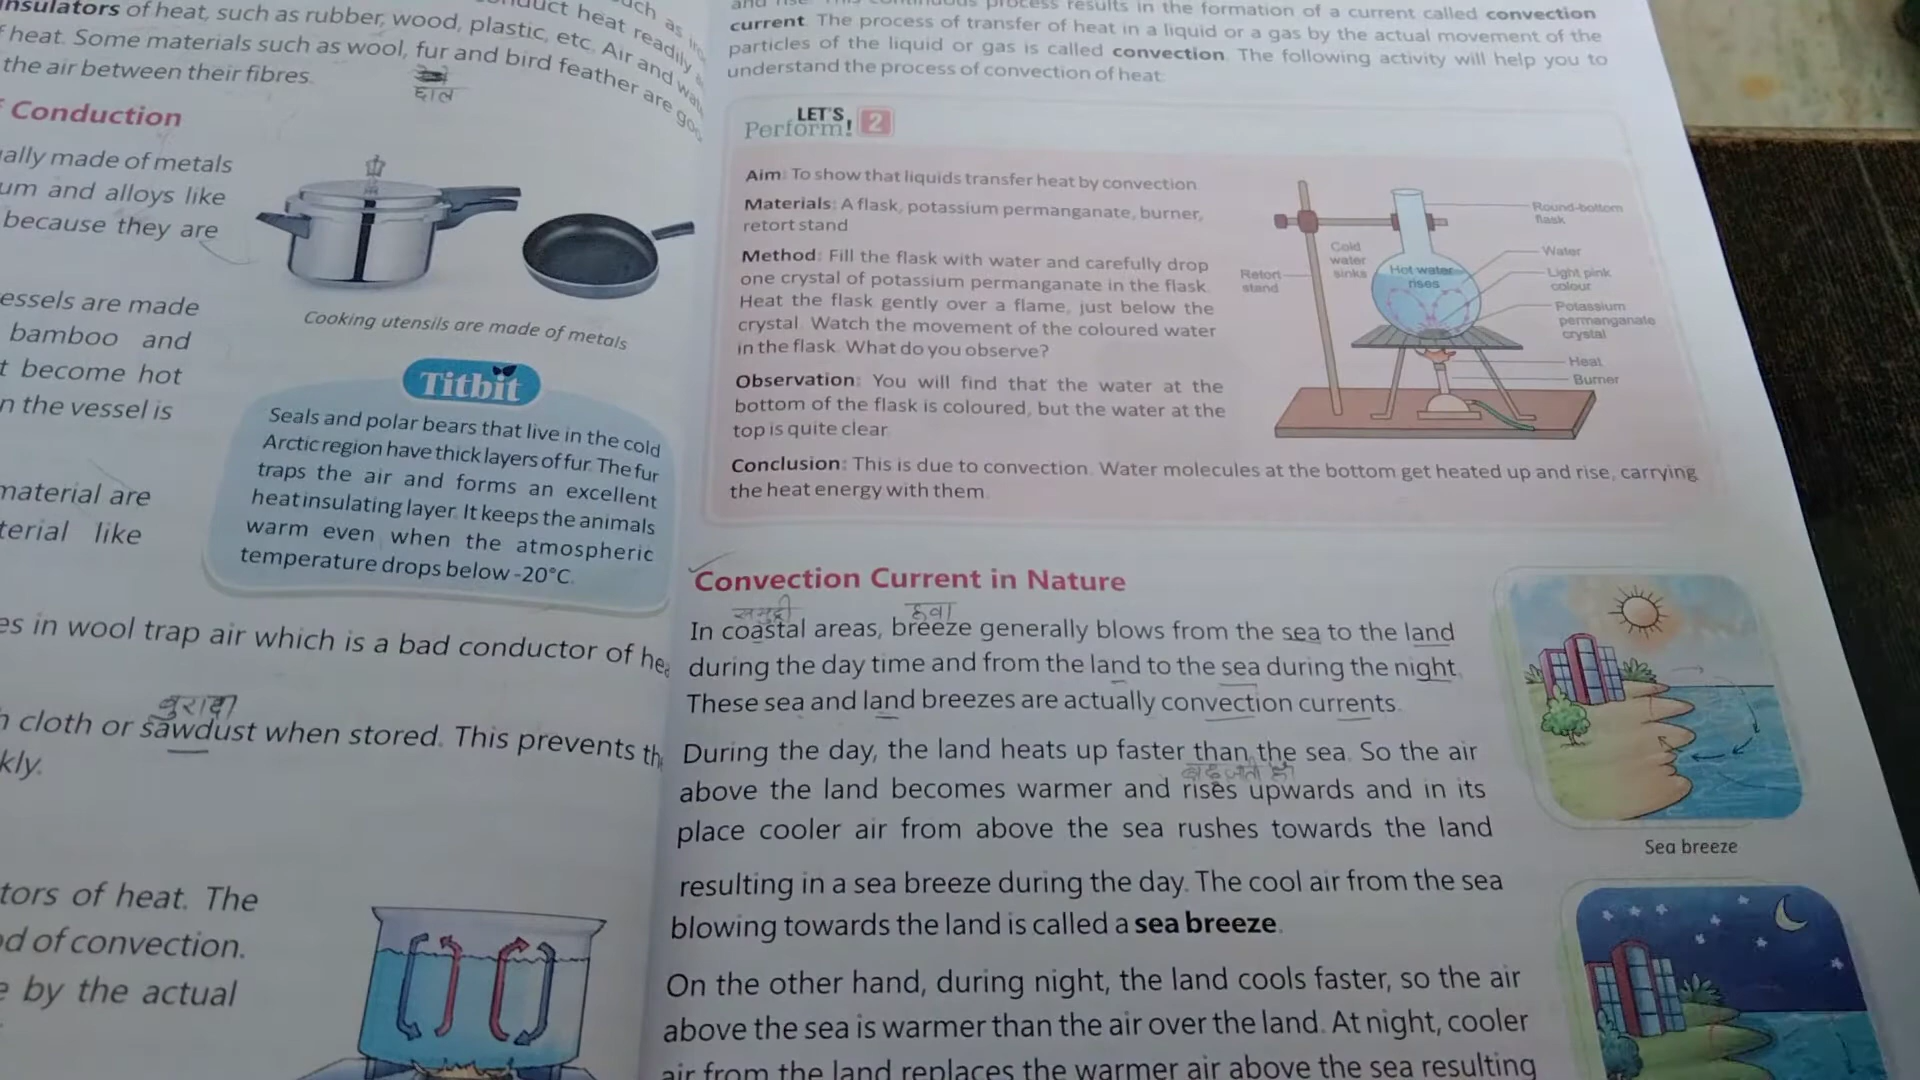 insulators of heat, such as rubber, wood, plastic, etc. Air and
heat. Some materials such as wool, fur and bird feather are
the air between their fibres.
छाल
Conduction
made of metals
and alloys like
because they are
are made
bamboo and
become hot
the vessel is
material are
like
Cooking utensils are made of metals
Titbit
Seals and polar bears that live in the cold
Arctic region have thick layers of fur. The fur
traps the air and forms an excellent
heat insulating layer. It keeps the animals
warm even when the atmospheric
temperature drops below -20°C.
in wool trap air which is a bad conductor of
बुरादा
cloth or sawdust when stored. This prevents
of heat. The
of convection.
by the actual
process results in the formation of a current called convection
current. The process of transfer of heat in a liquid or a gas by the actual movement of the
particles of the liquid or gas is called convection. The following activity will help you to
understand the process of convection of heat.
LET'S
Perform! 2
Aim: To show that liquids transfer heat by convection.
Materials: A flask, potassium permanganate, burner,
retort stand
Method: Fill the flask with water and carefully drop
one crystal of potassium permanganate in the flask.
Heat the flask gently over a flame, just below the
crystal. Watch the movement of the coloured water
in the flask. What do you observe?
Observation: You will find that the water at the
bottom of the flask is coloured, but the water at the
top is quite clear.
Conclusion: This is due to convection. Water molecules at the bottom get heated up and rise, carrying
the heat energy with them.
Retort
stand
Cold
water
sinks
Hot water
rises
Round-bottom
flask
Water
Light pink
colour
Potassium
permanganate
crystal
Heat
Burner
Convection Current in Nature
समुद्री हवा
In coastal areas, breeze generally blows from the sea to the land
during the day time and from the land to the sea during the night.
These sea and land breezes are actually convection currents.
During the day, the land heats up faster than the sea. So the air
above the land becomes warmer and rises upwards and in its
place cooler air from above the sea rushes towards the land
resulting in a sea breeze during the day. The cool air from the sea
blowing towards the land is called a sea breeze.
On the other hand, during night, the land cools faster, so the air
above the sea is warmer than the air over the land. At night, cooler
air from the land replaces the warmer air above the sea resulting
Sea breeze